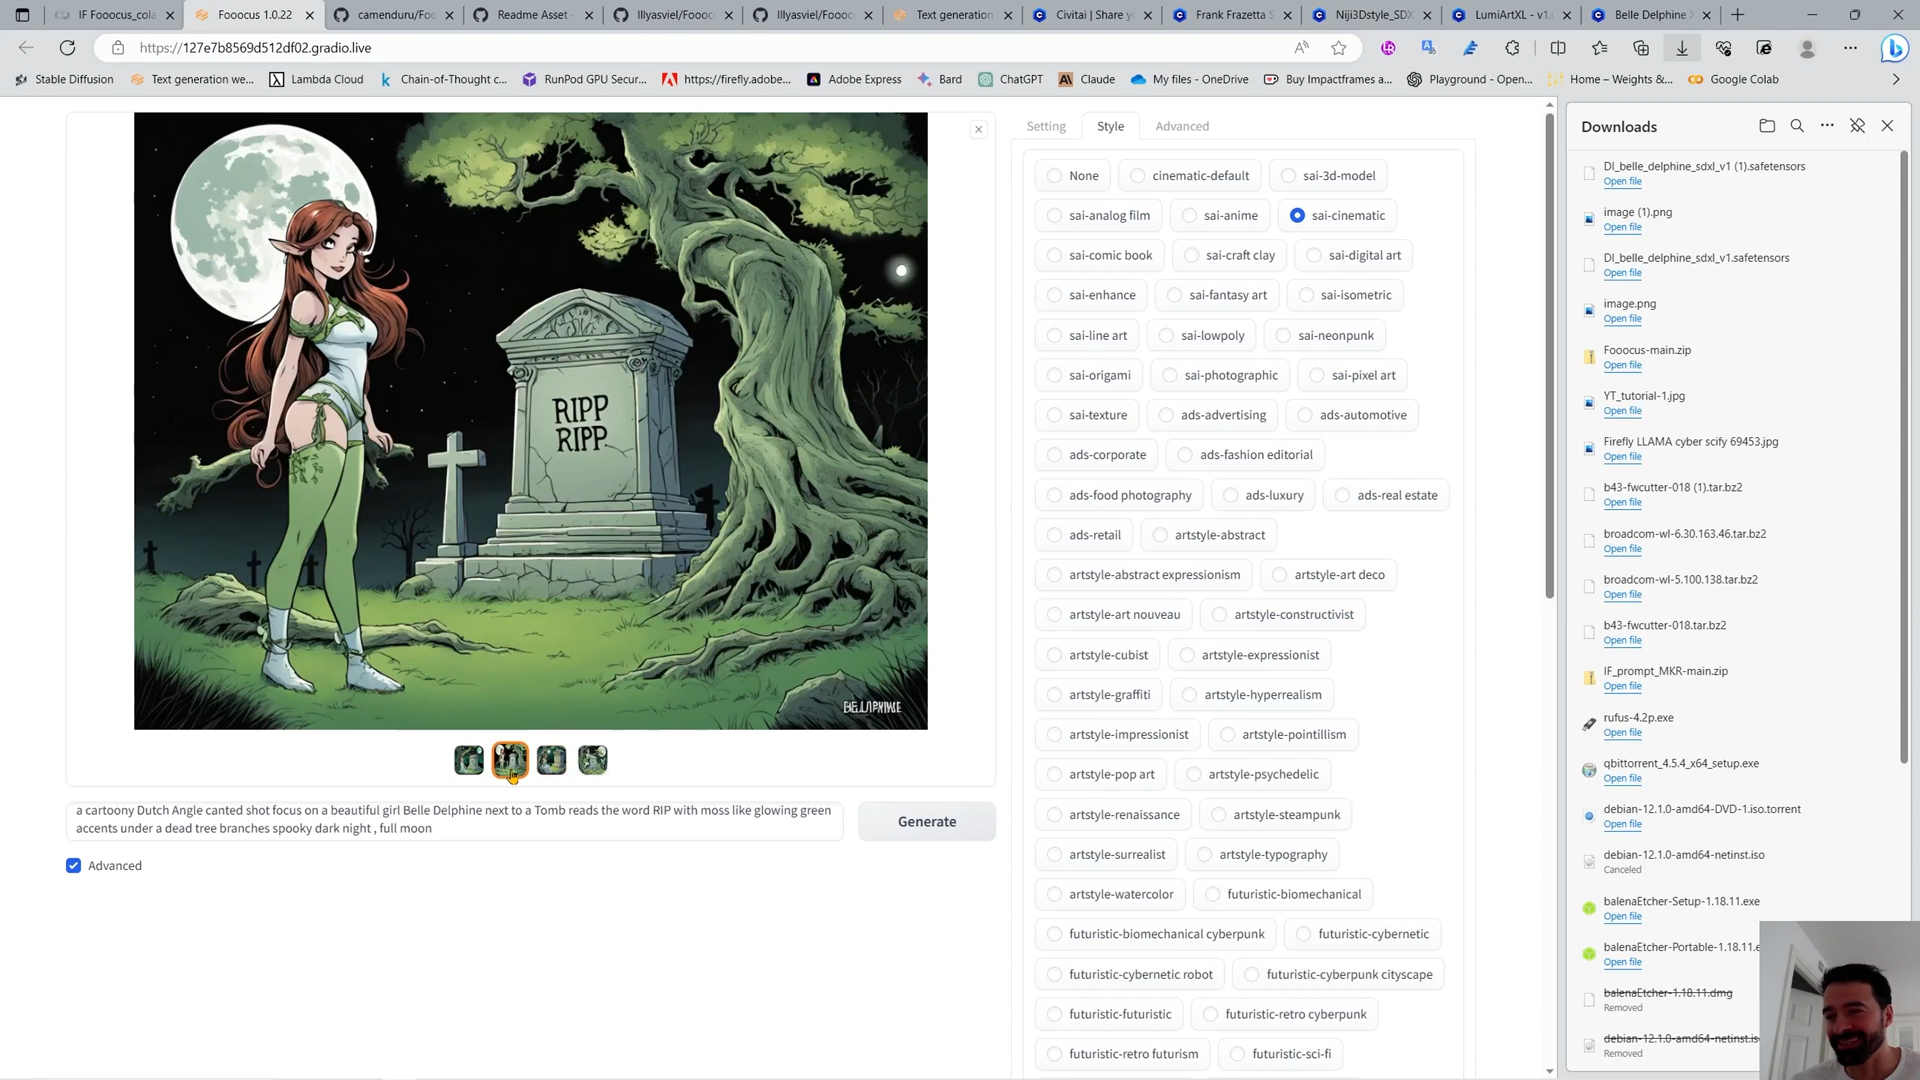 IF Fooocus_cola
Fooocus 1.0.22
camenduru/Foo
Readme Asset
lllyasviel/Foooc
lllyasviel/Foooc
Text generation
Civitai | Share y
Frank Frazetta S
Niji3Dstyle_SDX
LumiArtXL - v1.
Belle Delphine
https://127e7b8569d512df02.gradio.live
Stable Diffusion
Text generation we...
Lambda Cloud
Chain-of-Thought c...
RunPod GPU Secur...
https://firefly.adobe...
Adobe Express
Bard
ChatGPT
Claude
My files - OneDrive
Buy Impactframes a...
Playground - Open...
Home – Weights &...
Google Colab
RIPP
RIPP
a cartoony Dutch Angle canted shot focus on a beautiful girl Belle Delphine next to a Tomb reads the word RIP with moss like glowing green
accents under a dead tree branches spooky dark night , full moon
Generate
Advanced
Setting
Style
Advanced
None
cinematic-default
sai-3d-model
sai-analog film
sai-anime
sai-cinematic
sai-comic book
sai-craft clay
sai-digital art
sai-enhance
sai-fantasy art
sai-isometric
sai-line art
sai-lowpoly
sai-neonpunk
sai-origami
sai-photographic
sai-pixel art
sai-texture
ads-advertising
ads-automotive
ads-corporate
ads-fashion editorial
ads-food photography
ads-luxury
ads-real estate
ads-retail
artstyle-abstract
artstyle-abstract expressionism
artstyle-art deco
artstyle-art nouveau
artstyle-constructivist
artstyle-cubist
artstyle-expressionist
artstyle-graffiti
artstyle-hyperrealism
artstyle-impressionist
artstyle-pointillism
artstyle-pop art
artstyle-psychedelic
artstyle-renaissance
artstyle-steampunk
artstyle-surrealist
artstyle-typography
artstyle-watercolor
futuristic-biomechanical
futuristic-biomechanical cyberpunk
futuristic-cybernetic
futuristic-cybernetic robot
futuristic-cyberpunk cityscape
futuristic-futuristic
futuristic-retro cyberpunk
futuristic-retro futurism
futuristic-sci-fi
Downloads
DI_belle_delphine_sdxl_v1 (1).safetensors
Open file
image (1).png
Open file
DI_belle_delphine_sdxl_v1.safetensors
Open file
image.png
Open file
Fooocus-main.zip
Open file
YT_tutorial-1.jpg
Open file
Firefly LLAMA cyber scify 69453.jpg
Open file
b43-fwcutter-018 (1).tar.bz2
Open file
broadcom-wl-6.30.163.46.tar.bz2
Open file
broadcom-wl-5.100.138.tar.bz2
Open file
b43-fwcutter-018.tar.bz2
Open file
IF_prompt_MKR-main.zip
Open file
rufus-4.2p.exe
Open file
qbittorrent_4.5.4_x64_setup.exe
Open file
debian-12.1.0-amd64-DVD-1.iso.torrent
Open file
debian-12.1.0-amd64-netinst.iso
Canceled
balenaEtcher-Setup-1.18.11.exe
Open file
balenaEtcher-Portable-1.18.11.e
Open file
balenaEtcher-1.18.11.dmg
Removed
debian-12.1.0-amd64-netinst.is
Removed